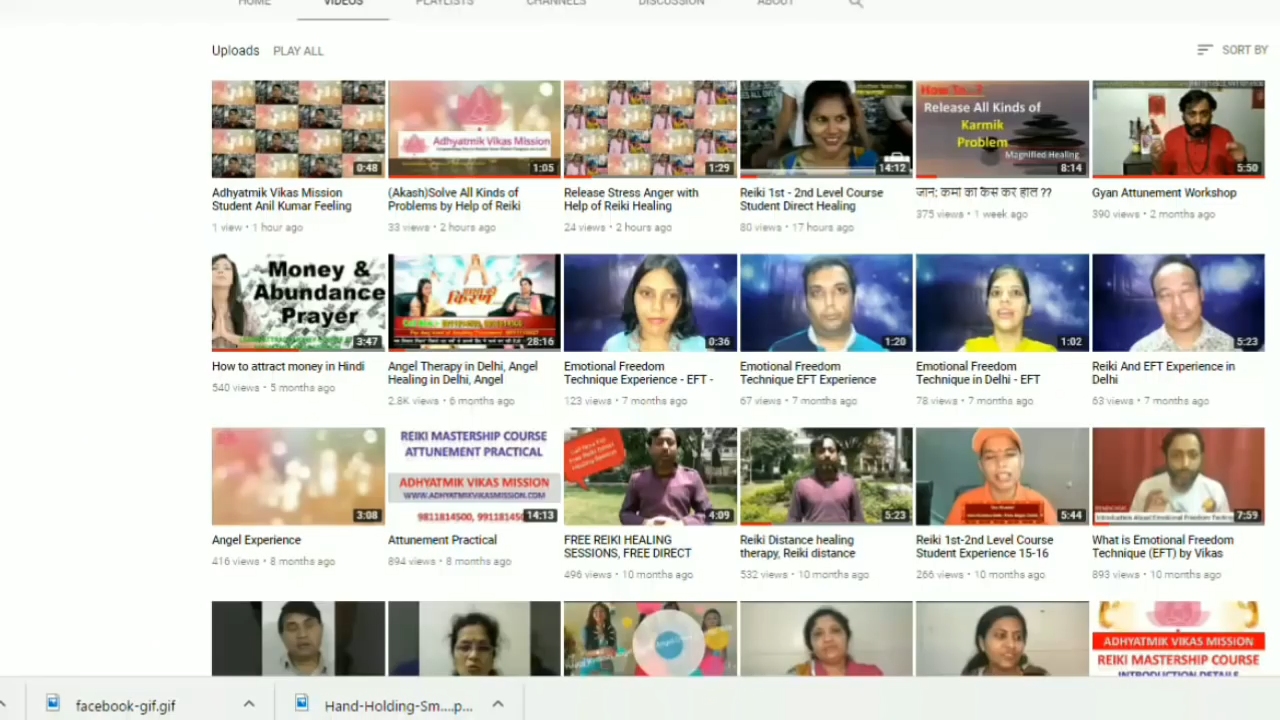 HOME VIDEOS PLAYLISTS CHANNELS DISCUSSION ABOUT
Uploads PLAY ALL SORT BY
0:48
Adhyatmik Vikas Mission
1:05
1:29
14:12
How To...?
Release All Kinds of
Karmik
Problem
Magnified Healing
8:14
5:50
Adhyatmik Vikas Mission
Student Anil Kumar Feeling
1 view • 1 hour ago
(Akash)Solve All Kinds of
Problems by Help of Reiki
33 views • 2 hours ago
Release Stress Anger with
Help of Reiki Healing
24 views • 2 hours ago
Reiki 1st - 2nd Level Course
Student Direct Healing
80 views • 17 hours ago
जान; कर्मा का कैसे कर हाल ??
375 views • 1 week ago
Gyan Attunement Workshop
390 views • 2 months ago
Money &
Abundance
Prayer
3:47
28:16
0:36
1:20
1:02
5:23
How to attract money in Hindi
540 views • 5 months ago
Angel Therapy in Delhi, Angel
Healing in Delhi, Angel
2.8K views • 6 months ago
Emotional Freedom
Technique Experience - EFT -
123 views • 7 months ago
Emotional Freedom
Technique EFT Experience
67 views • 7 months ago
Emotional Freedom
Technique in Delhi - EFT
78 views • 7 months ago
Reiki And EFT Experience in
Delhi
63 views • 7 months ago
3:08
REIKI MASTERSHIP COURSE
ATTUNEMENT PRACTICAL
ADHYATMIK VIKAS MISSION
WWW.ADHYATMIKVIKASMISSION.COM
9811814500,
14:13
4:09
5:23
5:44
7:59
Angel Experience
416 views • 8 months ago
Attunement Practical
894 views • 8 months ago
FREE REIKI HEALING
SESSIONS, FREE DIRECT
496 views • 10 months ago
Reiki Distance healing
therapy, Reiki distance
532 views • 10 months ago
Reiki 1st-2nd Level Course
Student Experience 15-16
266 views • 10 months ago
What is Emotional Freedom
Technique (EFT) by Vikas
893 views • 10 months ago
ADHYATMIK VIKAS MISSION
REIKI MASTERSHIP COURSE
INTRODUCTION DETAILS
facebook-gif.gif
Hand-Holding-Sm....p...